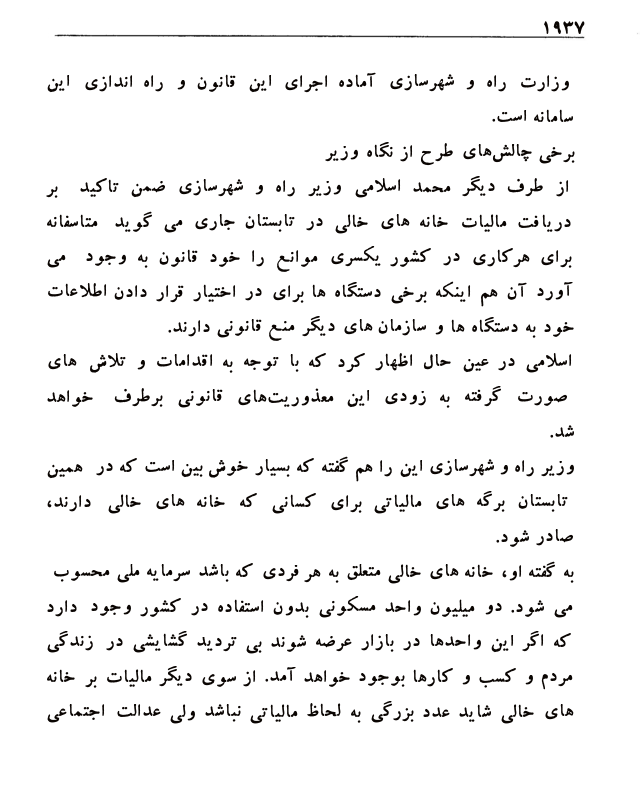 ۱۹۳۷
وزارت راه و شهرسازی آماده اجرای این قانون و راه اندازی این
سامانه است.
برخی چالش‌های طرح از نگاه وزیر
از طرف دیگر محمد اسلامی وزیر راه و شهرسازی ضمن تاکید بر
دریافت مالیات خانه های خالی در تابستان جاری می گوید متاسفانه
برای هرکاری در کشور یکسری موانع را خود قانون به وجود می
آورد آن هم اینکه برخی دستگاه ها برای در اختیار قرار دادن اطلاعات
خود به دستگاه ها و سازمان های دیگر منع قانونی دارند.
اسلامی در عین حال اظهار کرد که با توجه به اقدامات و تلاش های
صورت گرفته به زودی این معذوریت‌های قانونی برطرف خواهد
شد.
وزیر راه و شهرسازی این را هم گفته که بسیار خوش بین است که در همین
تابستان برگه های مالیاتی برای کسانی که خانه های خالی دارند،
صادر شود.
به گفته او، خانه های خالی متعلق به هر فردی که باشد سرمایه ملی محسوب
می شود. دو میلیون واحد مسکونی بدون استفاده در کشور وجود دارد
که اگر این واحدها در بازار عرضه شوند بی تردید گشایشی در زندگی
مردم و کسب و کارها بوجود خواهد آمد. از سوی دیگر مالیات بر خانه
های خالی شاید عدد بزرگی به لحاظ مالیاتی نباشد ولی عدالت اجتماعی